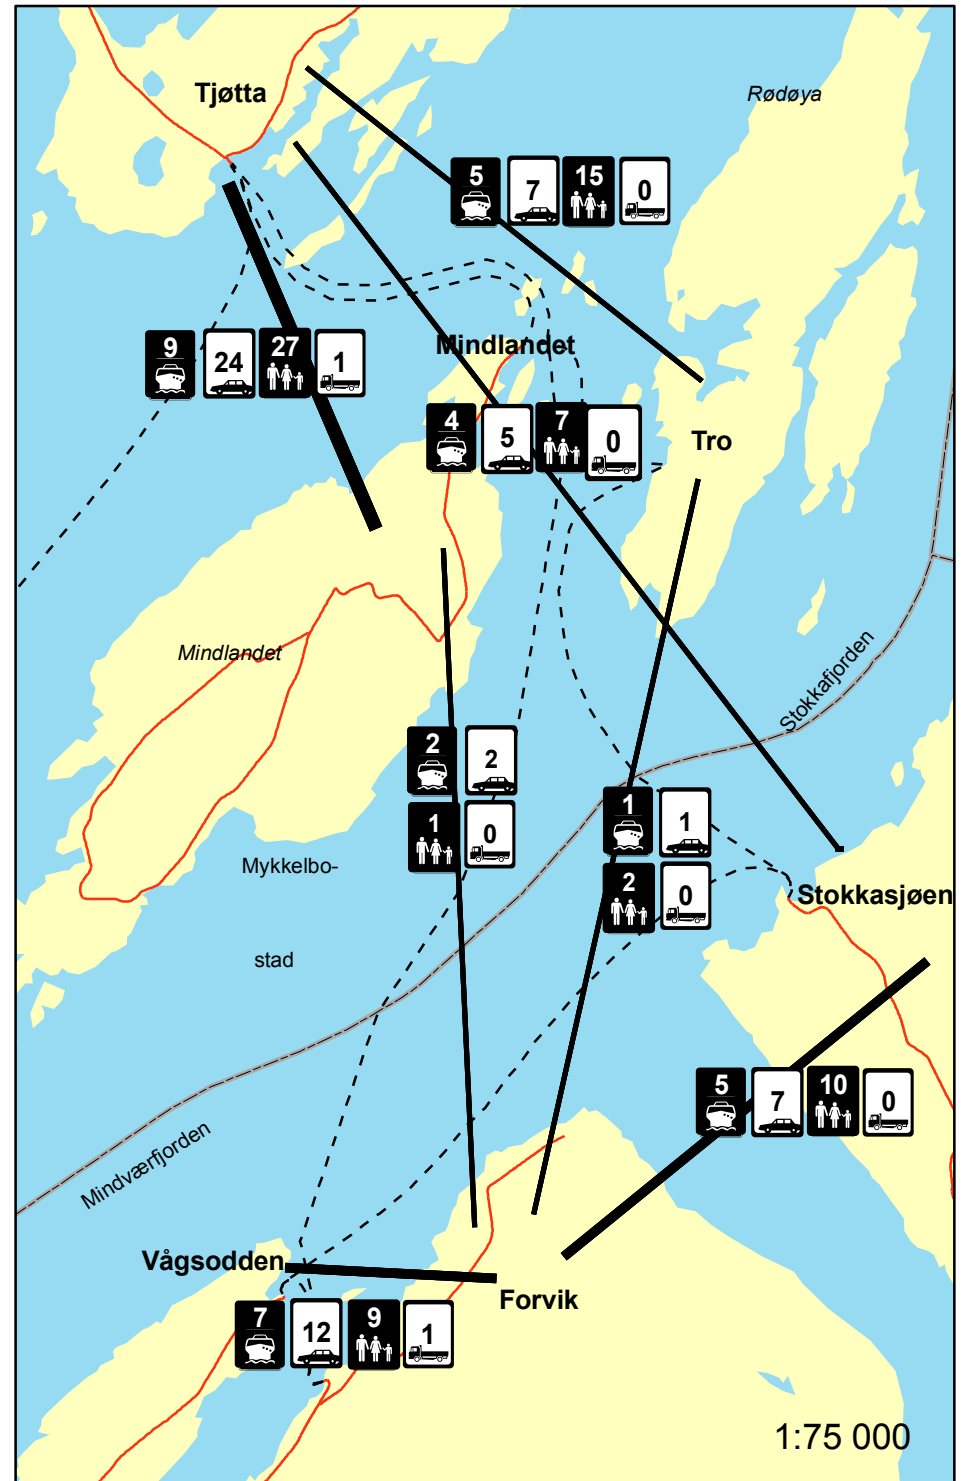 Tjøtta
Rødøya
5 7 15 0
Mindlandet
9 24 27 1
4 5 7 0
Tro
Mindlandet
Stokkafjorden
2 2
1 0
1 1
2 0
Mykkelbo-
stad
Stokkasjøen
5 7 10 0
Mindværfjorden
Vågsodden
Forvik
7 12 9 1
1:75 000